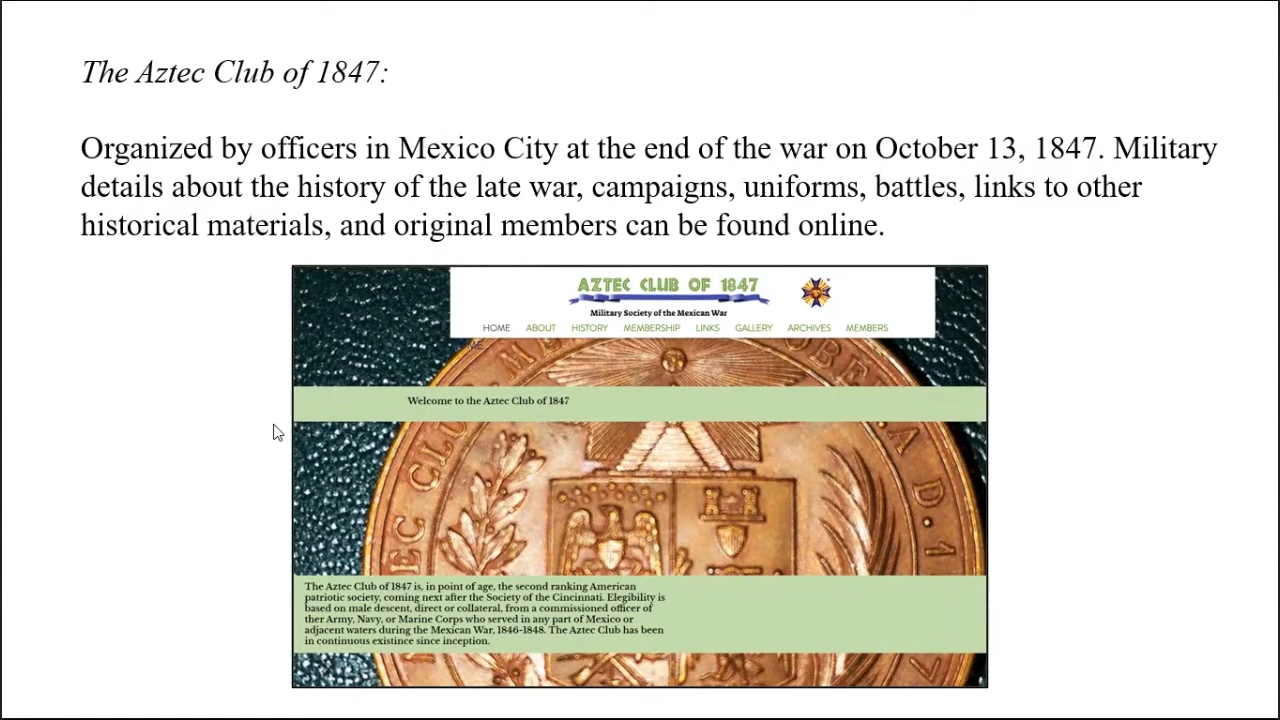 The Aztec Club of 1847:
Organized by officers in Mexico City at the end of the war on October 13, 1847. Military
details about the history of the late war, campaigns, uniforms, battles, links to other
historical materials, and original members can be found online.
AZTEC CLUB OF 1847
Military Society of the Mexican War
HOME ABOUT HISTORY MEMBERSHIP LINKS GALLERY ARCHIVES MEMBERS
Welcome to the Aztec Club of 1847
A.D.1
The Aztec Club of 1847 is, in point of age, the second ranking American
patriotic society, coming next after the Society of the Cincinnati. Elegibility is
based on male descent, direct or collateral, from a commissioned officer of
ther Army, Navy, or Marine Corps who served in any part of Mexico or
adjacent waters during the Mexican War, 1846-1848. The Aztec Club has been
in continuous existince since inception.